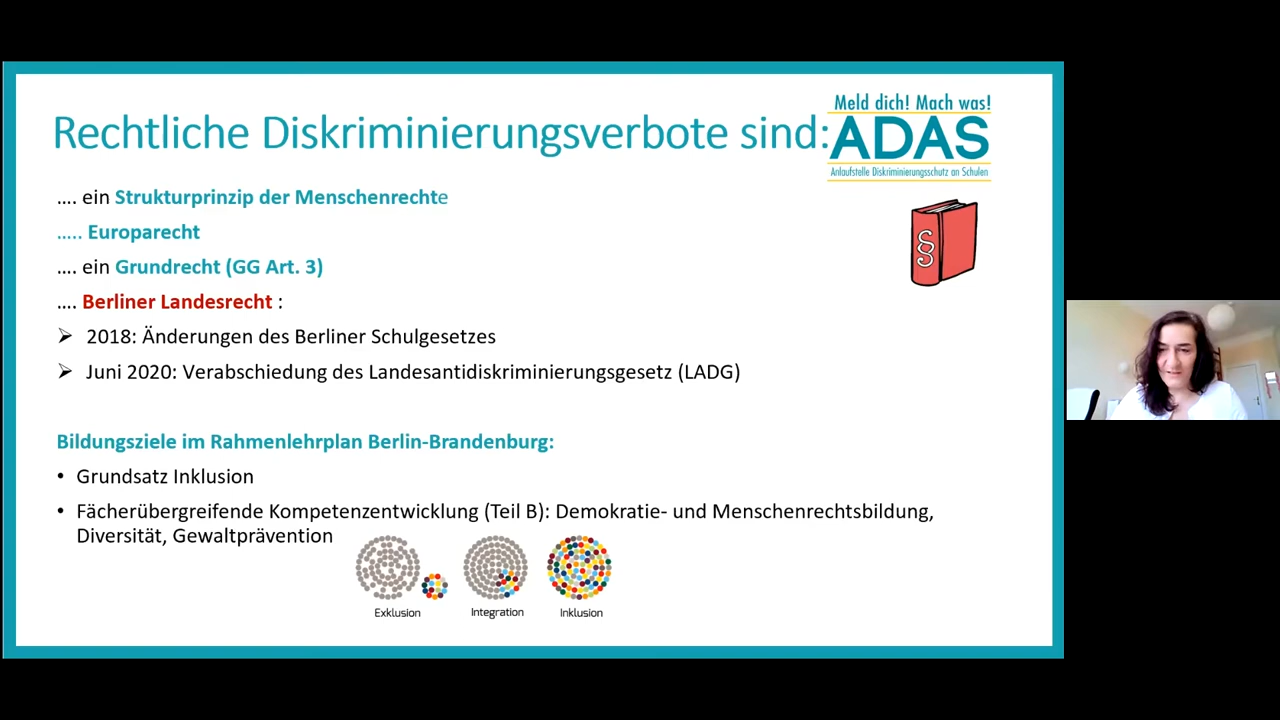 Rechtliche Diskriminierungsverbote sind:
Meld dich! Mach was!
ADAS
Anlaufstelle Diskriminierungsschutz an Schulen
§
.... ein Strukturprinzip der Menschenrechte
..... Europarecht
.... ein Grundrecht (GG Art. 3)
.... Berliner Landesrecht :
➢ 2018: Änderungen des Berliner Schulgesetzes
➢ Juni 2020: Verabschiedung des Landesantidiskriminierungsgesetz (LADG)
Bildungsziele im Rahmenlehrplan Berlin-Brandenburg:
• Grundsatz Inklusion
• Fächerübergreifende Kompetenzentwicklung (Teil B): Demokratie- und Menschenrechtsbildung,
Diversität, Gewaltprävention
Exklusion
Integration
Inklusion